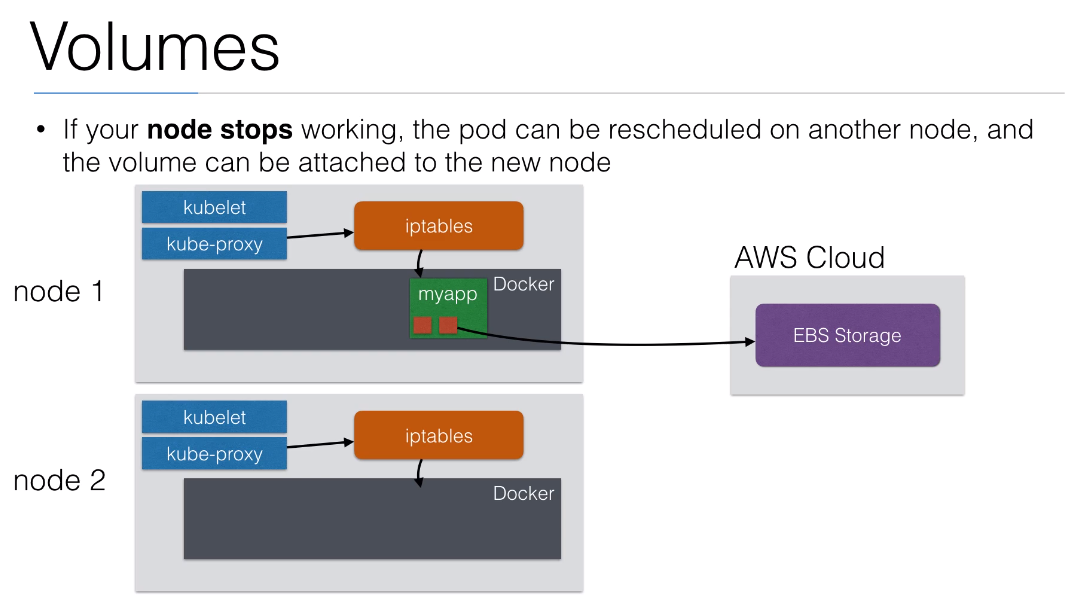 Volumes
• If your node stops working, the pod can be rescheduled on another node, and
the volume can be attached to the new node
kubelet
kube-proxy
iptables
Docker
myapp
node 1
AWS Cloud
EBS Storage
kubelet
kube-proxy
iptables
node 2
Docker